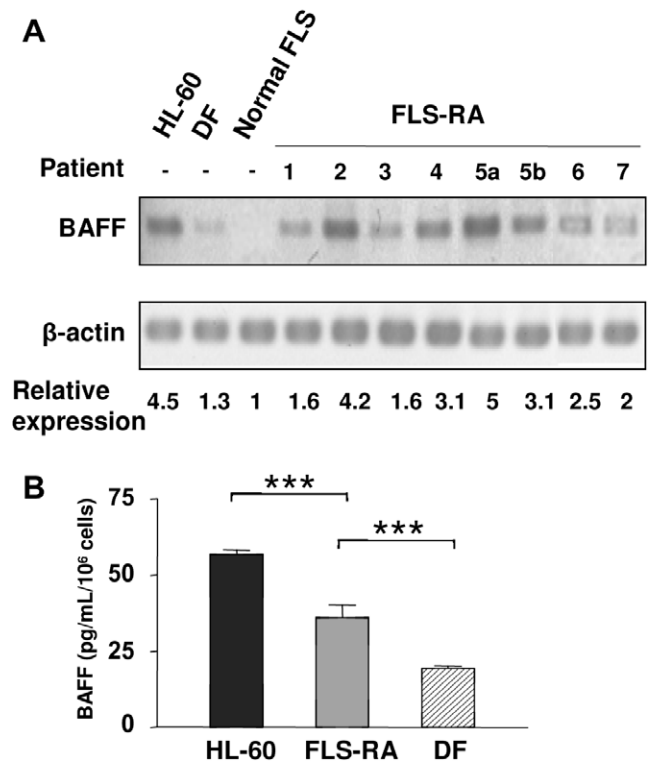 A
HL-60 DF Normal FLS
FLS-RA
Patient - - - 1 2 3 4 5a 5b 6 7
BAFF
β-actin
Relative expression 4.5 1.3 1 1.6 4.2 1.6 3.1 5 3.1 2.5 2
B
BAFF (pg/mL/10⁶ cells)
75
50
25
0
*** ***
HL-60 FLS-RA DF